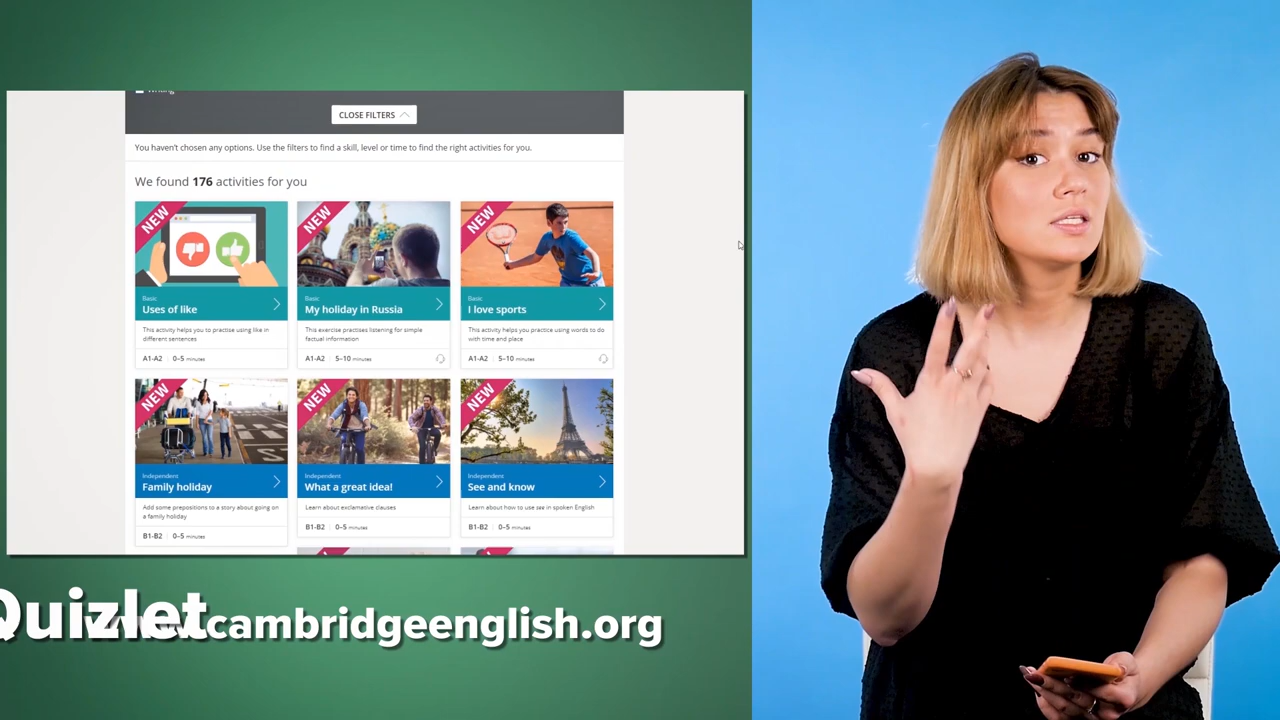 Writing
CLOSE FILTERS
You haven't chosen any options. Use the filters to find a skill, level or time to find the right activities for you.
We found 176 activities for you
NEW
NEW
NEW
Basic
Uses of like
This activity helps you to practise using like in
different sentences
A1-A2 0–5 minutes
Basic
My holiday in Russia
This exercise practises listening for simple
factual information
A1-A2 5–10 minutes
Basic
I love sports
This activity helps you practice using words to do
with time and place
A1-A2 5–10 minutes
NEW
NEW
NEW
Independent
Family holiday
Add some prepositions to a story about going on
a family holiday
B1-B2 0–5 minutes
Independent
What a great idea!
Learn about exclamative clauses
B1-B2 0–5 minutes
Independent
See and know
Learn about how to use see in spoken English
B1-B2 0–5 minutes
Quizlet
www.cambridgeenglish.org